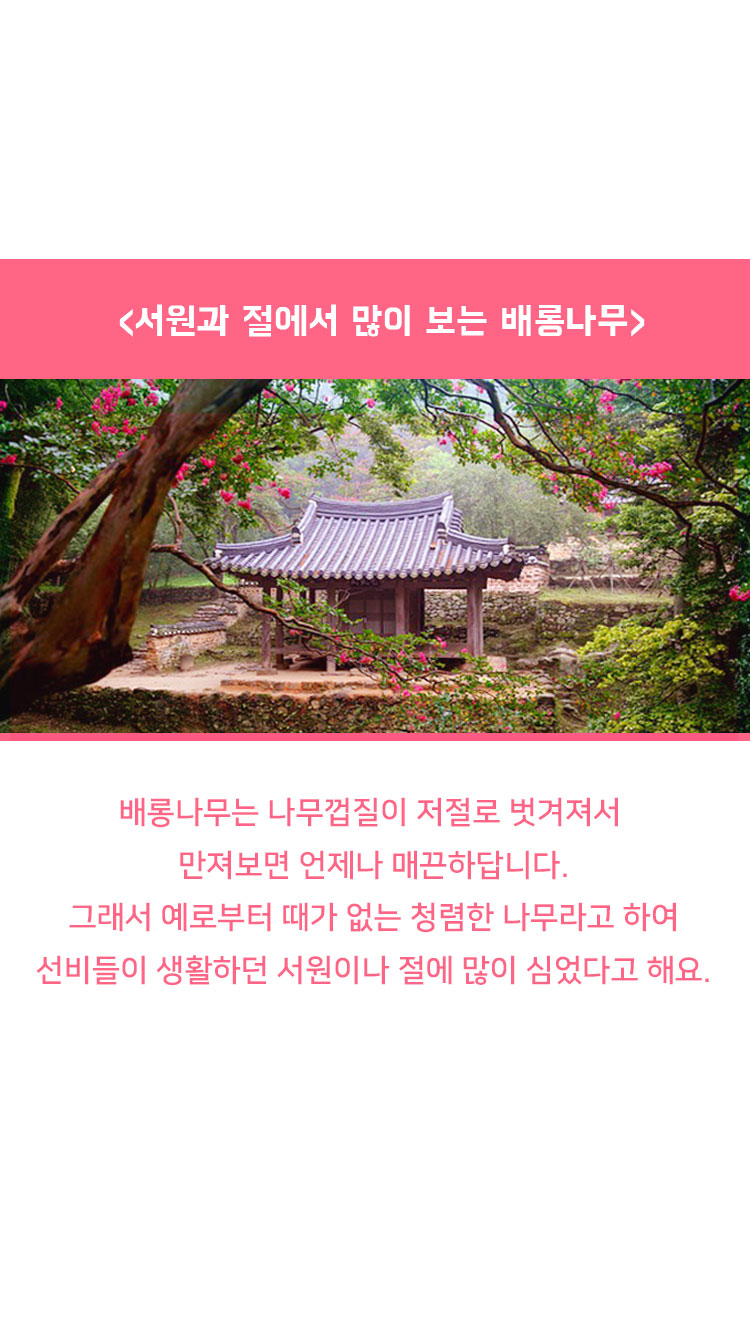 <서원과 절에서 많이 보는 배롱나무>
배롱나무는 나무껍질이 저절로 벗겨져서
만져보면 언제나 매끈하답니다.
그래서 예로부터 때가 없는 청렴한 나무라고 하여
선비들이 생활하던 서원이나 절에 많이 심었다고 해요.